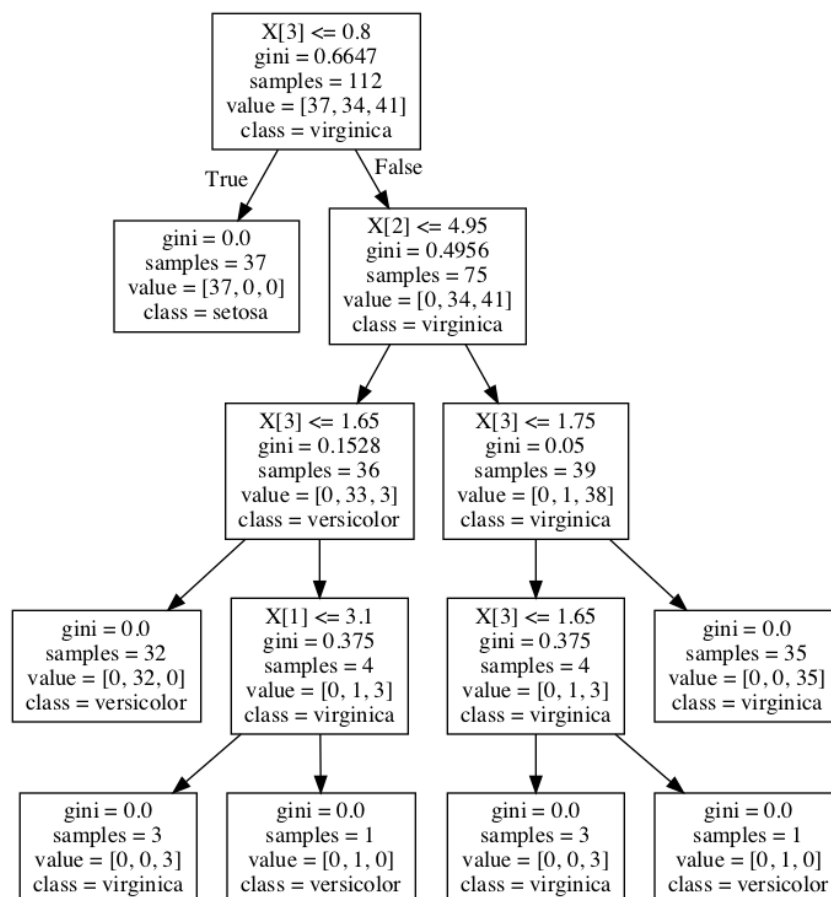 X[3] <= 0.8
gini = 0.6647
samples = 112
value = [37, 34, 41]
class = virginica
True
False
gini = 0.0
samples = 37
value = [37, 0, 0]
class = setosa
X[2] <= 4.95
gini = 0.4956
samples = 75
value = [0, 34, 41]
class = virginica
X[3] <= 1.65
gini = 0.1528
samples = 36
value = [0, 33, 3]
class = versicolor
X[3] <= 1.75
gini = 0.05
samples = 39
value = [0, 1, 38]
class = virginica
gini = 0.0
samples = 32
value = [0, 32, 0]
class = versicolor
X[1] <= 3.1
gini = 0.375
samples = 4
value = [0, 1, 3]
class = virginica
X[3] <= 1.65
gini = 0.375
samples = 4
value = [0, 1, 3]
class = virginica
gini = 0.0
samples = 35
value = [0, 0, 35]
class = virginica
gini = 0.0
samples = 3
value = [0, 0, 3]
class = virginica
gini = 0.0
samples = 1
value = [0, 1, 0]
class = versicolor
gini = 0.0
samples = 3
value = [0, 0, 3]
class = virginica
gini = 0.0
samples = 1
value = [0, 1, 0]
class = versicolor